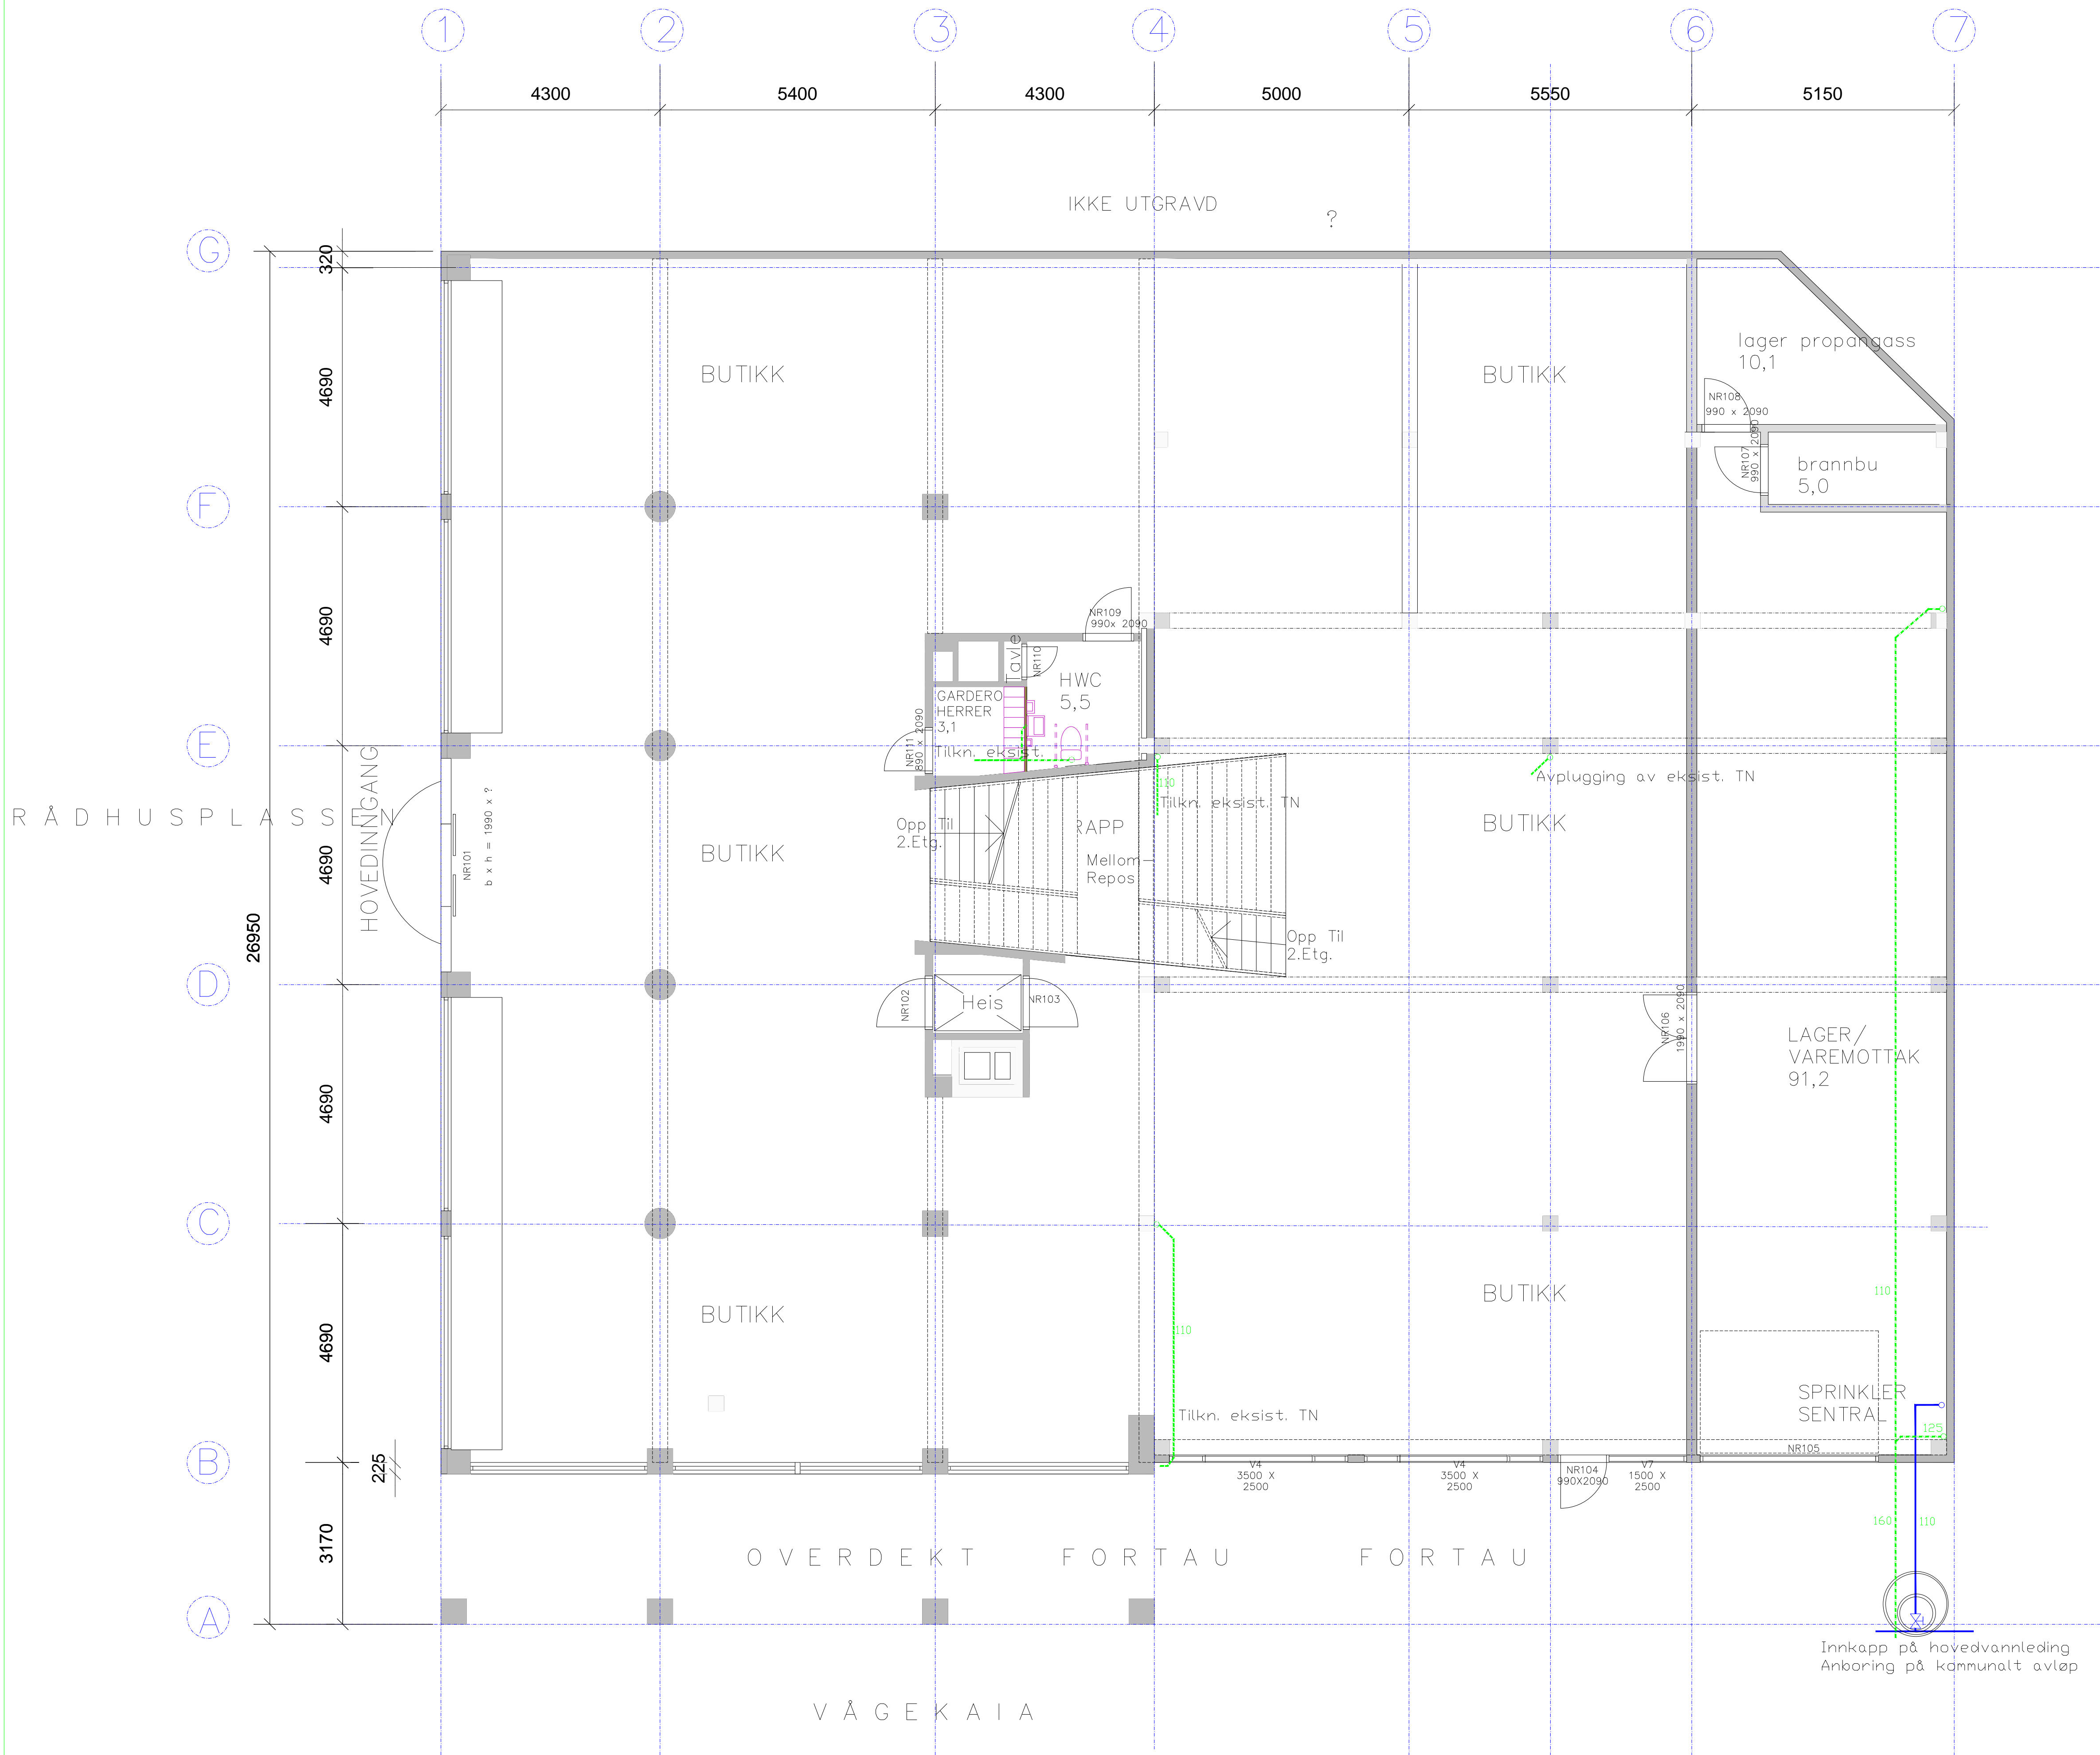 1 2 3 4 5 6 7
4300 5400 4300 5000 5550 5150
IKKE UTGRAVD
?
G
320
4690
BUTIKK
BUTIKK
lager propangass
10,1
NR108
990 x 2090
NR107
990 x 2090
brannbu
5,0
F
4690
NR109
990x 2090
Tavle
NR110
HWC
5,5
GARDERO
HERRER
3,1
NR111
890 x 2090
Tilkn. eksist.
E
110
Tilkn. eksist. TN
Avplugging av eksist. TN
RÅDHUSPLASSEN
HOVEDINNGANG
NR101
b x h = 1990 x ?
4690
26950
BUTIKK
Opp Til
2.Etg.
RAPP
Mellom
Repos
BUTIKK
Opp Til
2.Etg.
D
NR102
Heis
NR103
NR106
1990 x 2090
LAGER/
VAREMOTTAK
91,2
4690
C
110
110
BUTIKK
BUTIKK
4690
Tilkn. eksist. TN
SPRINKLER
SENTRAL
125
NR105
B
225
V4
3500 X
2500
V4
3500 X
2500
NR104
990X2090
V7
1500 X
2500
160
110
3170
OVERDEKT FORTAU FORTAU
A
Innkapp på hovedvannleding
Anboring på kommunalt avløp
VÅGEKAIA